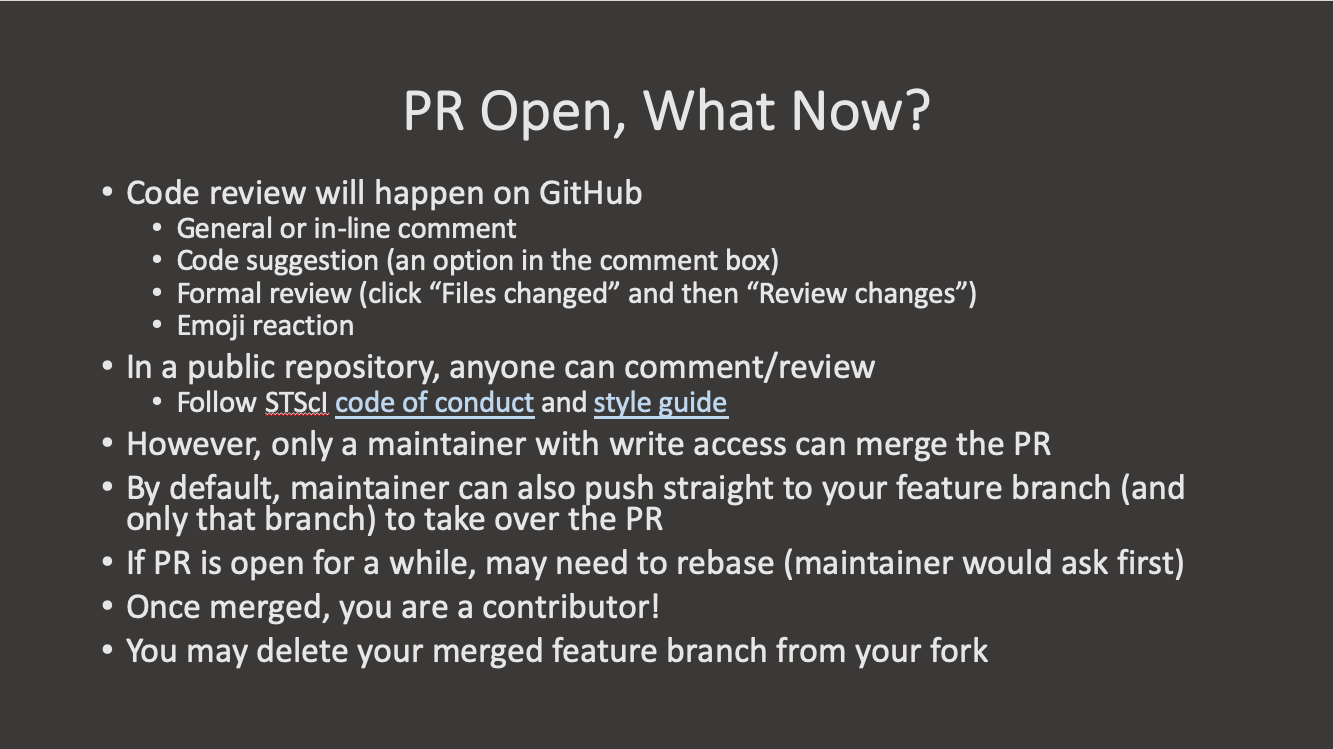 PR Open, What Now?
• Code review will happen on GitHub
• General or in-line comment
• Code suggestion (an option in the comment box)
• Formal review (click “Files changed” and then “Review changes”)
• Emoji reaction
• In a public repository, anyone can comment/review
• Follow STScI code of conduct and style guide
• However, only a maintainer with write access can merge the PR
• By default, maintainer can also push straight to your feature branch (and
only that branch) to take over the PR
• If PR is open for a while, may need to rebase (maintainer would ask first)
• Once merged, you are a contributor!
• You may delete your merged feature branch from your fork